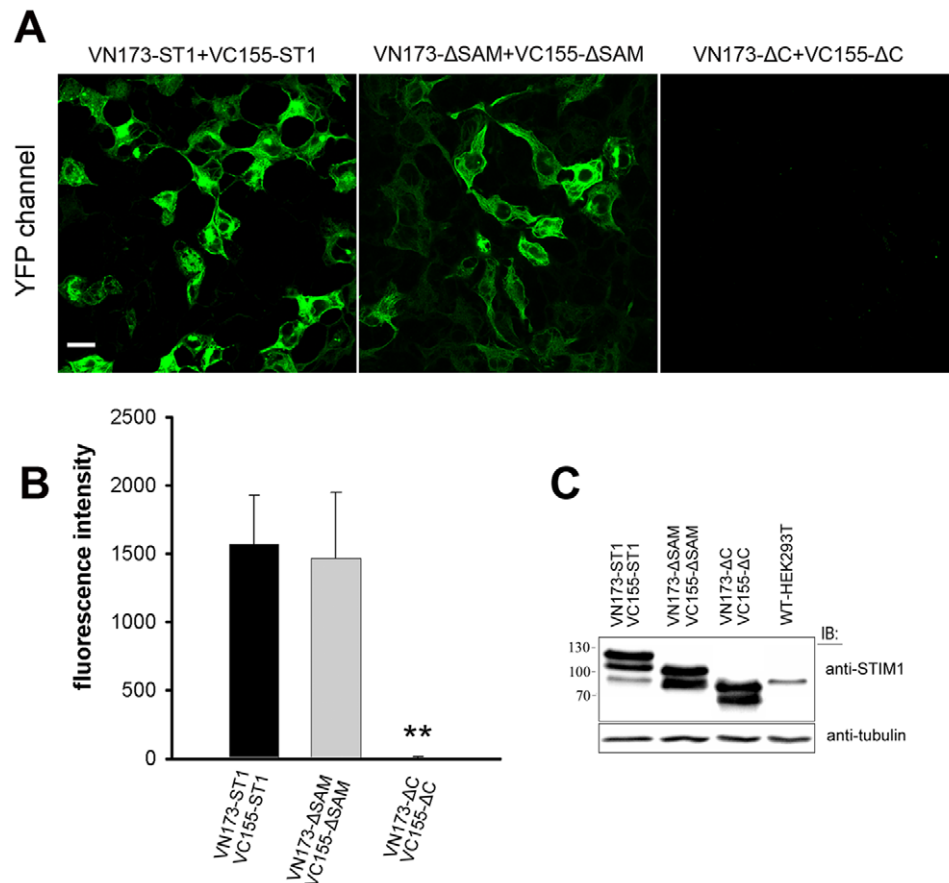 A
VN173-ST1+VC155-ST1
VN173-ΔSAM+VC155-ΔSAM
VN173-ΔC+VC155-ΔC
YFP channel
B
fluorescence intensity
2500
2000
1500
1000
500
0
**
VN173-ST1
VC155-ST1
VN173-ΔSAM
VC155-ΔSAM
VN173-ΔC
VC155-ΔC
C
VN173-ST1
VC155-ST1
VN173-ΔSAM
VC155-ΔSAM
VN173-ΔC
VC155-ΔC
WT-HEK293T
IB:
130-
100-
70-
anti-STIM1
anti-tubulin